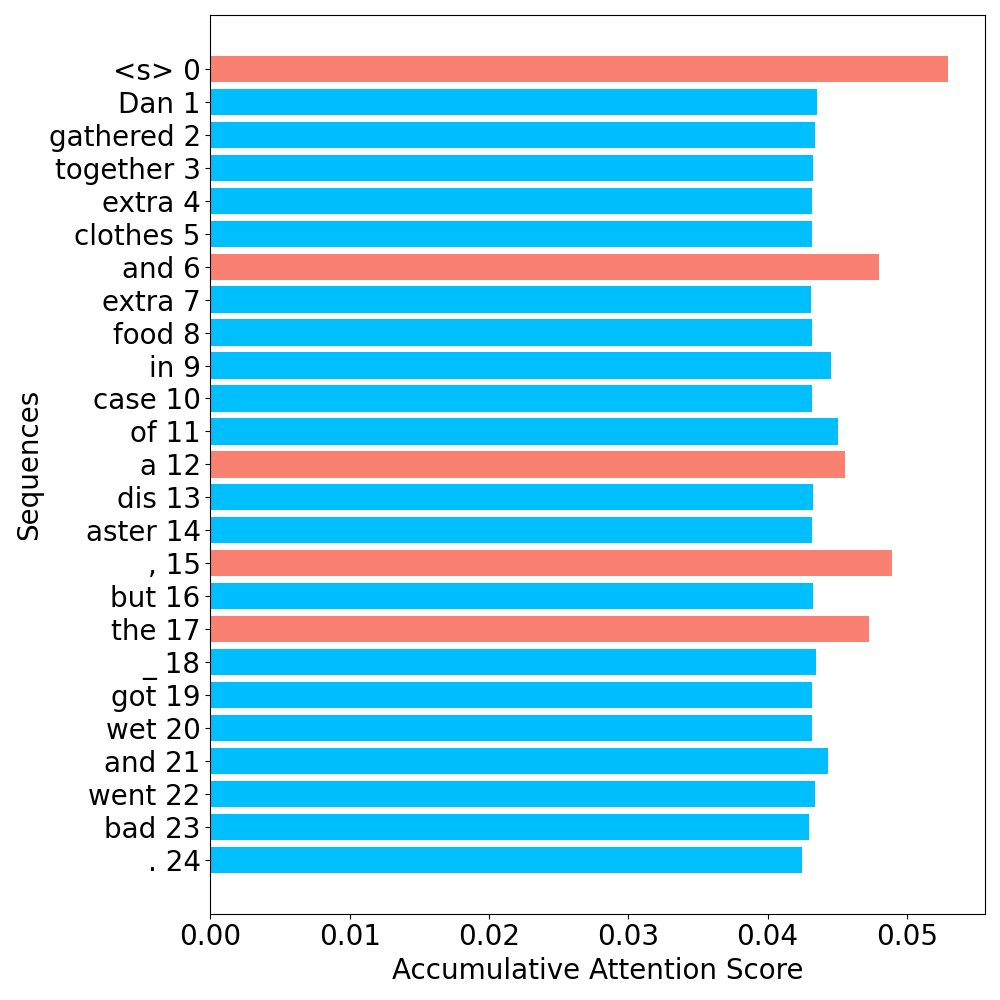 <s> 0
Dan 1
gathered 2
together 3
extra 4
clothes 5
and 6
extra 7
food 8
in 9
case 10
of 11
a 12
dis 13
aster 14
, 15
but 16
the 17
_ 18
got 19
wet 20
and 21
went 22
bad 23
. 24
Sequences
0.00 0.01 0.02 0.03 0.04 0.05
Accumulative Attention Score